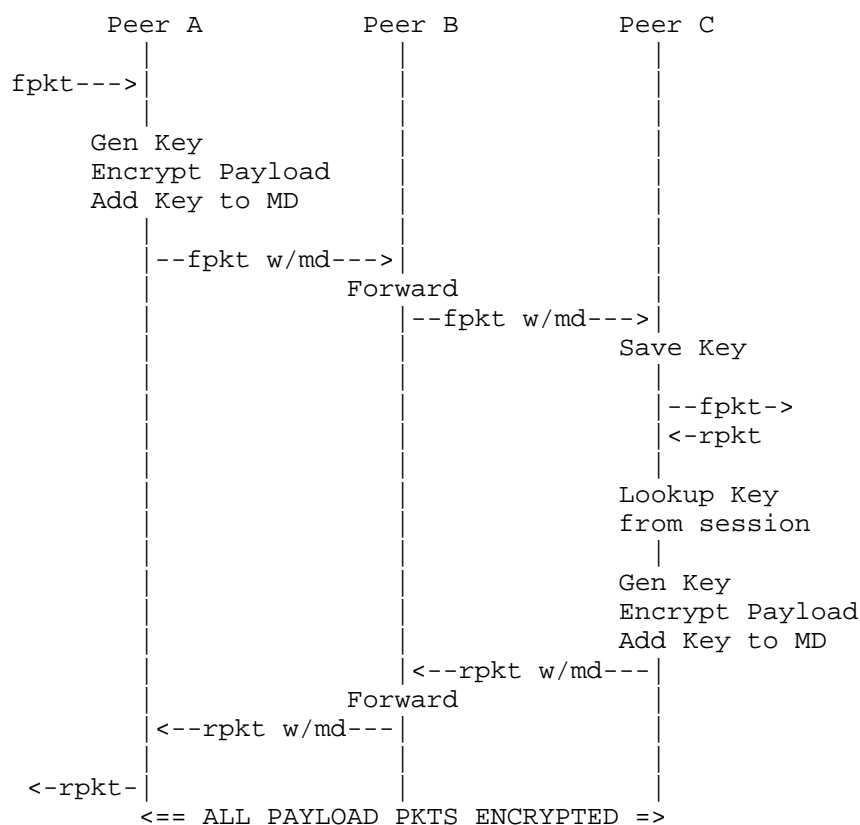 Peer A Peer B Peer C
fpkt--->
Gen Key
Encrypt Payload
Add Key to MD
--fpkt w/md--->
Forward
--fpkt w/md--->
Save Key
--fpkt->
<-rpkt
Lookup Key
from session
Gen Key
Encrypt Payload
Add Key to MD
<--rpkt w/md---
Forward
<--rpkt w/md---
<-rpkt-
<== ALL PAYLOAD PKTS ENCRYPTED =>